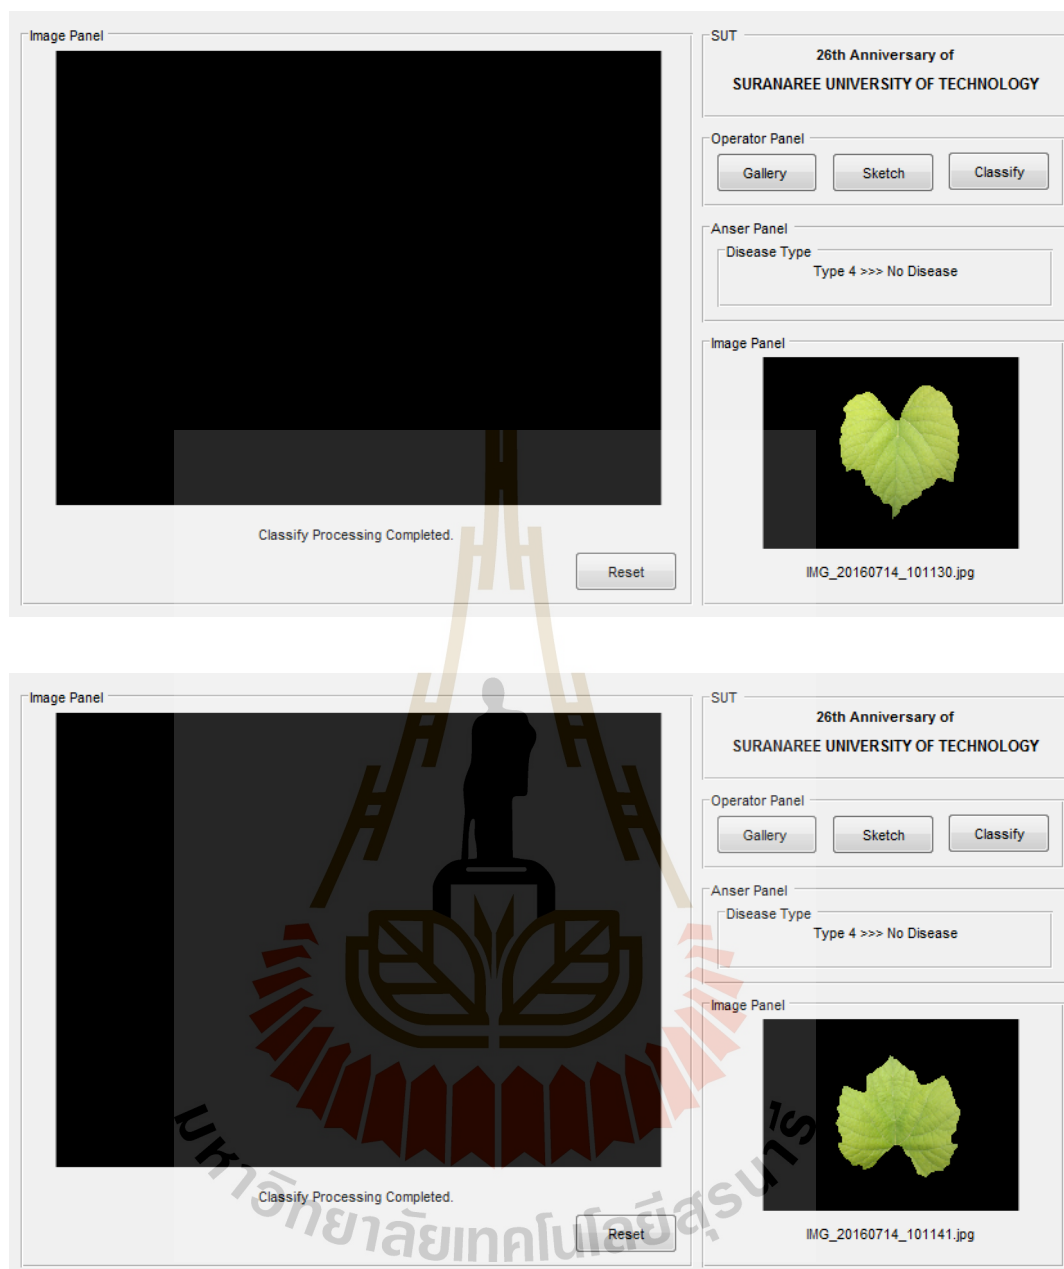 Image Panel
SUT
26th Anniversary of
SURANAREE UNIVERSITY OF TECHNOLOGY
Operator Panel
Gallery
Sketch
Classify
Anser Panel
Disease Type
Type 4 >>> No Disease
Image Panel
IMG_20160714_101130.jpg
Classify Processing Completed.
Reset
Image Panel
SUT
26th Anniversary of
SURANAREE UNIVERSITY OF TECHNOLOGY
Operator Panel
Gallery
Sketch
Classify
Anser Panel
Disease Type
Type 4 >>> No Disease
Image Panel
IMG_20160714_101141.jpg
Classify Processing Completed.
Reset
มหาวิทยาลัยเทคโนโลยีสุรนารี